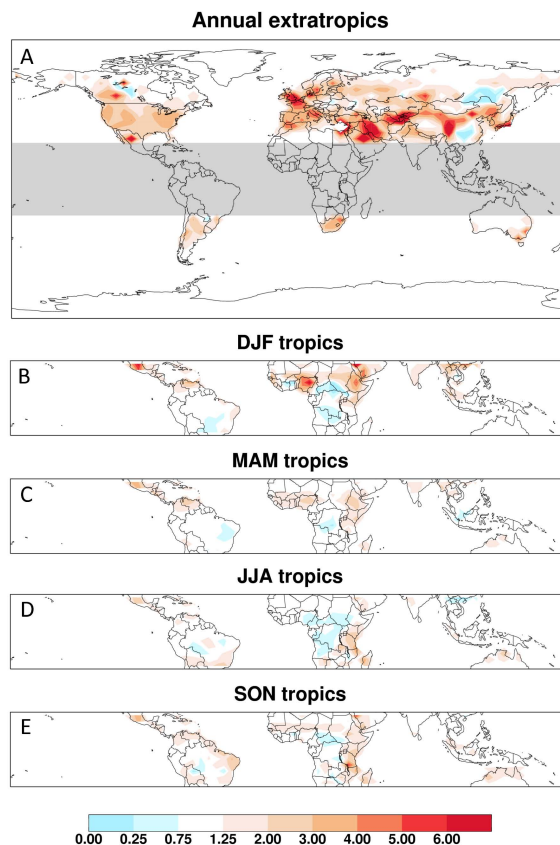 Annual extratropics
A
DJF tropics
B
MAM tropics
C
JJA tropics
D
SON tropics
E
0.00 0.25 0.75 1.25 2.00 3.00 4.00 5.00 6.00